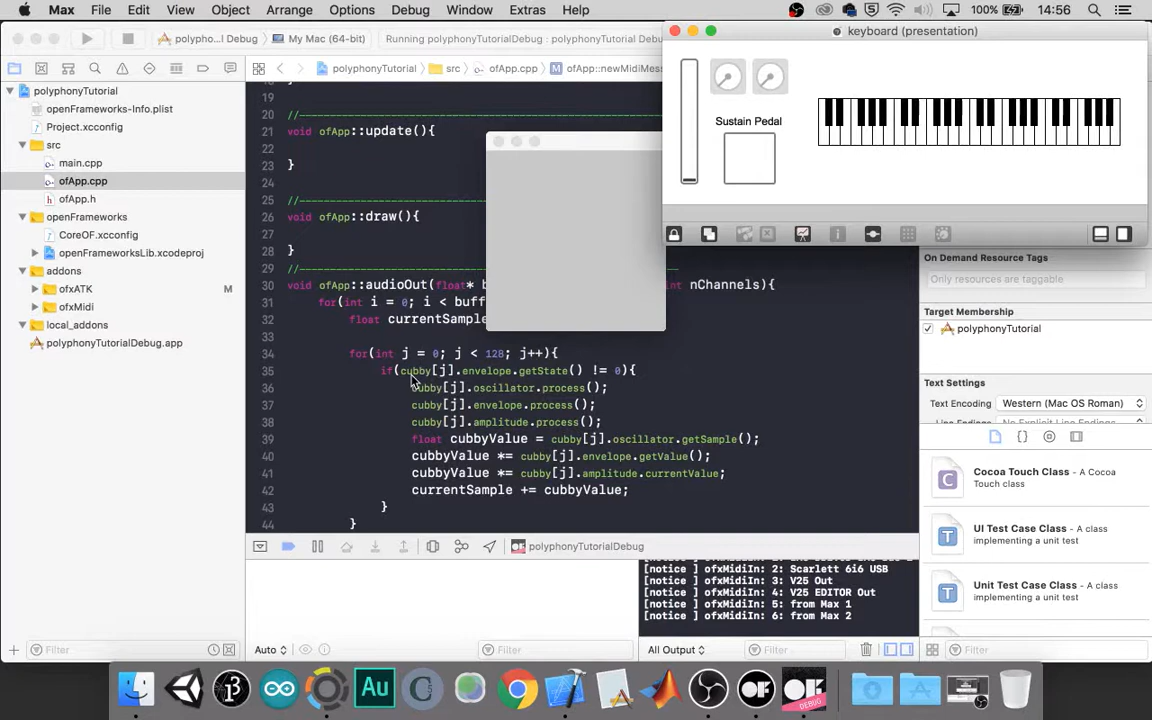 Max File Edit View Object Arrange Options Debug Window Extras Help 100% 14:56
polypho...l Debug My Mac (64-bit) Running polyphonyTutorialDebug : polyphonyTutorial
keyboard (presentation)
polyphonyTutorial src ofApp.cpp ofApp::newMidiMess
polyphonyTutorial
openFrameworks-Info.plist
Project.xcconfig
src
main.cpp
ofApp.cpp
ofApp.h
openFrameworks
CoreOF.xcconfig
openFrameworksLib.xcodeproj
addons
ofxATK M
ofxMidi
local_addons
polyphonyTutorialDebug.app
19
20 //
21 void ofApp::update(){
22
23 }
24
25 //
26 void ofApp::draw(){
27
28 }
29 //
30 void ofApp::audioOut(float* b int nChannels){
31 for(int i = 0; i < buff
32 float currentSample
33
34 for(int j = 0; j < 128; j++){
35 if(cubby[j].envelope.getState() != 0){
36 cubby[j].oscillator.process();
37 cubby[j].envelope.process();
38 cubby[j].amplitude.process();
39 float cubbyValue = cubby[j].oscillator.getSample();
40 cubbyValue *= cubby[j].envelope.getValue();
41 cubbyValue *= cubby[j].amplitude.currentValue;
42 currentSample += cubbyValue;
43 }
44 }
Sustain Pedal
On Demand Resource Tags
Only resources are taggable
Target Membership
polyphonyTutorial
Text Settings
Text Encoding Western (Mac OS Roman)
Cocoa Touch Class - A Cocoa
Touch class
UI Test Case Class - A class
implementing a unit test
Unit Test Case Class - A class
implementing a unit test
polyphonyTutorialDebug
[notice ] ofxMidiIn: 2: Scarlett 6i6 USB
[notice ] ofxMidiIn: 3: V25 Out
[notice ] ofxMidiIn: 4: V25 EDITOR Out
[notice ] ofxMidiIn: 5: from Max 1
[notice ] ofxMidiIn: 6: from Max 2
Filter Auto Filter All Output Filter Filter
Au
DEBUG